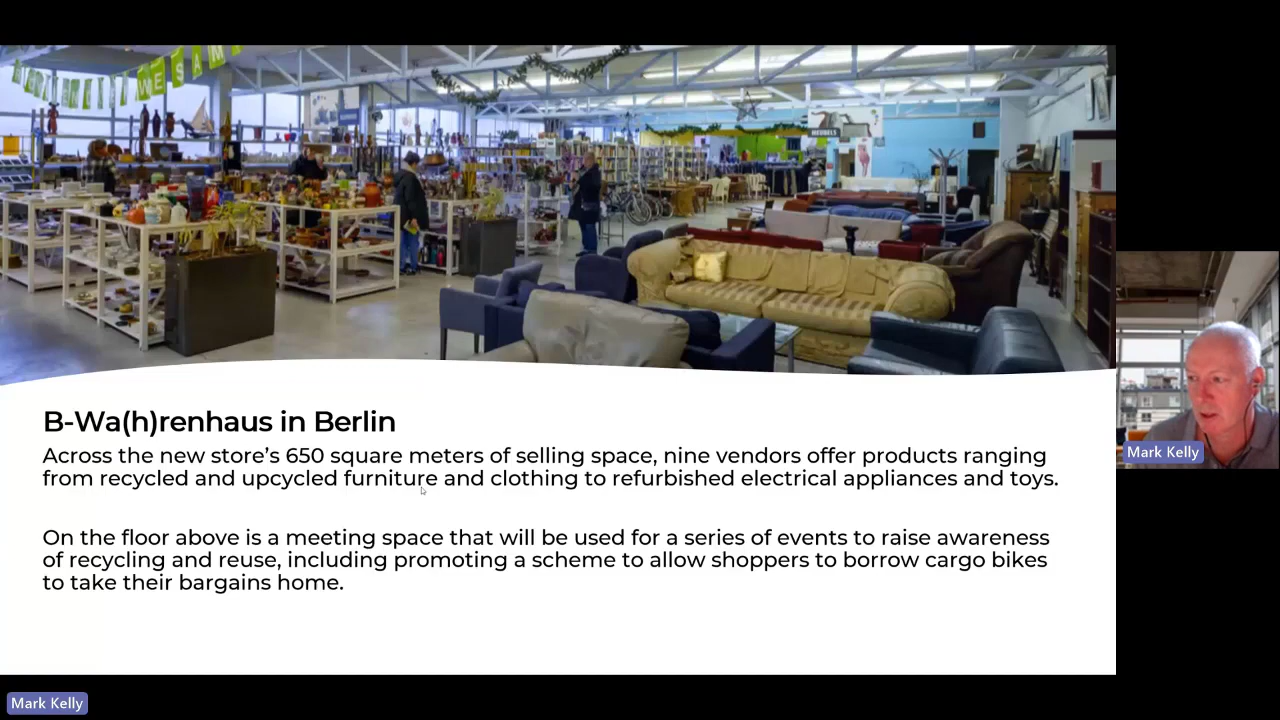 MEUBELS
B-Wa(h)renhaus in Berlin
Across the new store's 650 square meters of selling space, nine vendors offer products ranging
from recycled and upcycled furniture and clothing to refurbished electrical appliances and toys.
On the floor above is a meeting space that will be used for a series of events to raise awareness
of recycling and reuse, including promoting a scheme to allow shoppers to borrow cargo bikes
to take their bargains home.
Mark Kelly
Mark Kelly